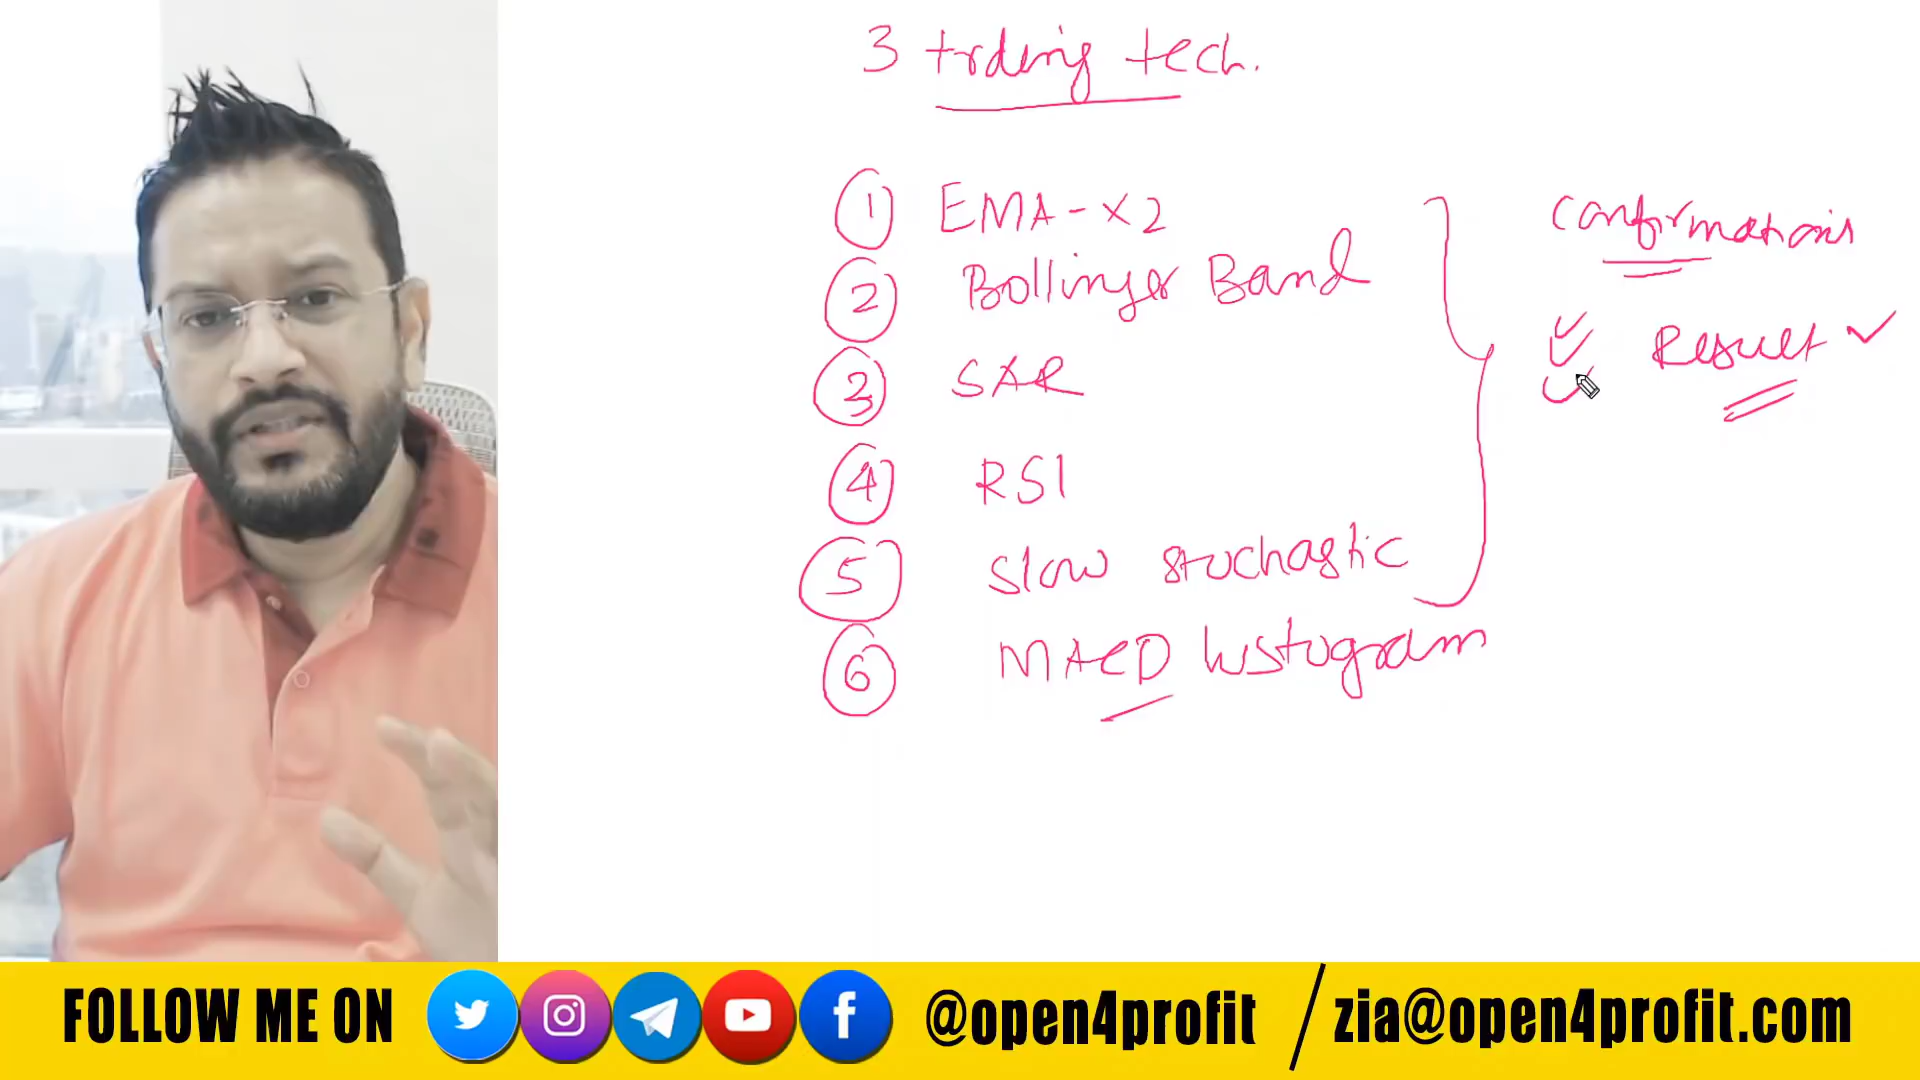 3 trding tech.
1 EMA - x2
2 Bollinger Band
3 SAR
4 RSI
5 Slow stochastic
6 MACD histogram
confirmations
Result
FOLLOW ME ON
@open4profit / zia@open4profit.com